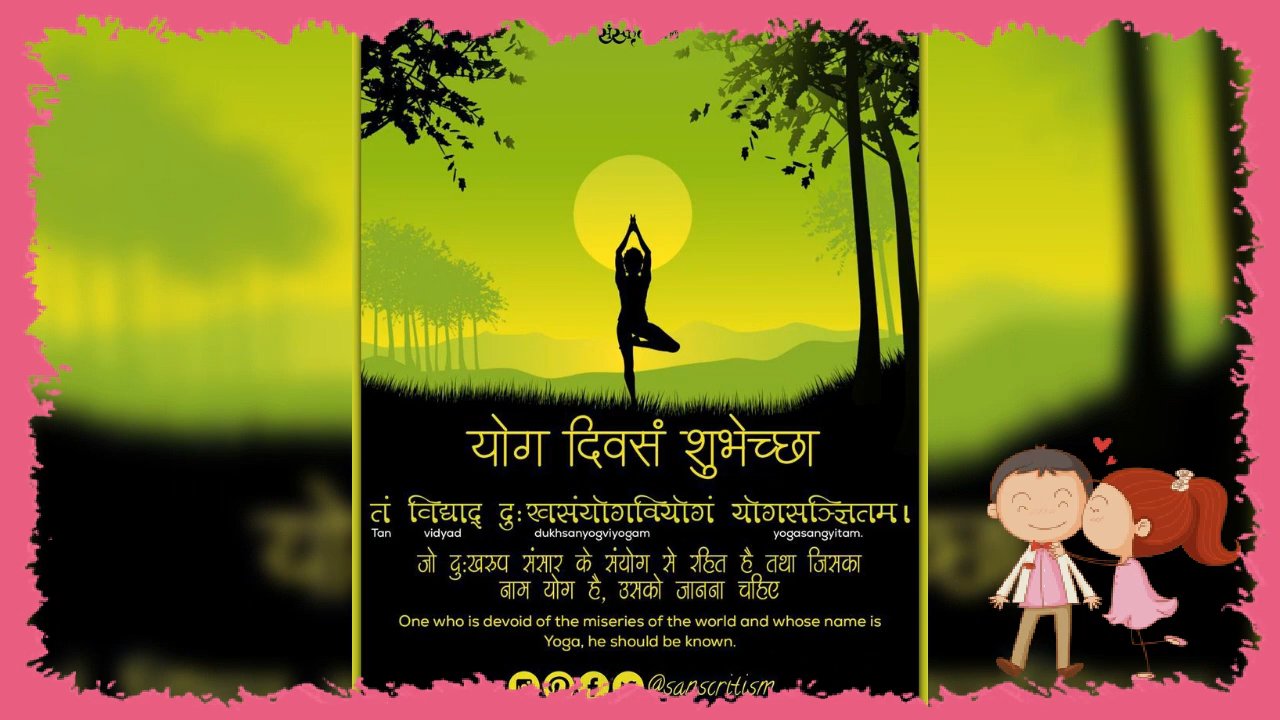 योग दिवसं शुभेच्छा
तं विद्याद् दुःखसंयोगवियोगं योगसञ्ज्ञितम।
Tan vidyad dukhsanyogviyogam yogasangyitam.
जो दुःखरुप संसार के संयोग से रहित है तथा जिसका
नाम योग है, उसको जानना चहिए
One who is devoid of the miseries of the world and whose name is
Yoga, he should be known.
@sanscritism